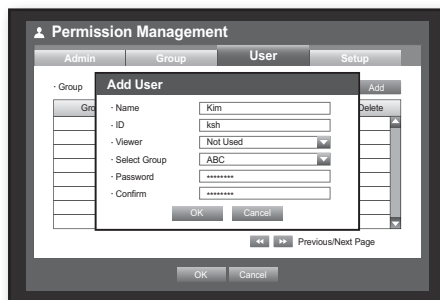 Permission Management
Admin Group User Setup
· Group Add
Add User
Gro Delete
· Name Kim
· ID ksh
· Viewer Not Used
· Select Group ABC
· Password ********
· Confirm ********
OK Cancel
Previous/Next Page
OK Cancel